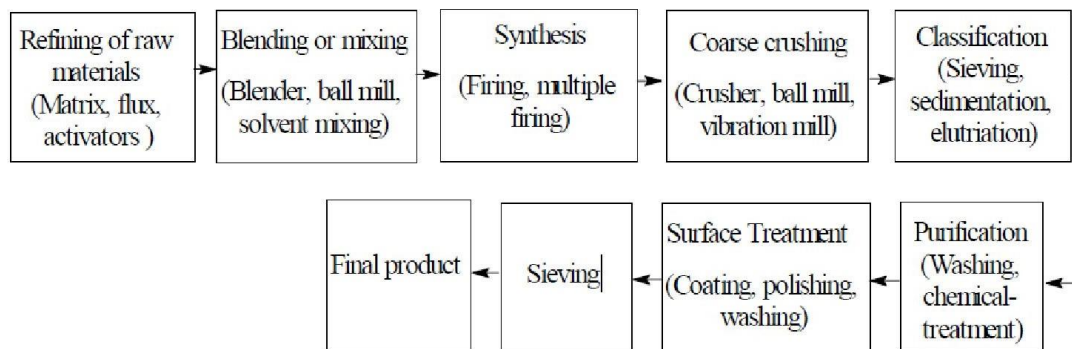 Refining of raw
materials
(Matrix, flux,
activators )
Blending or mixing
(Blender, ball mill,
solvent mixing)
Synthesis
(Firing, multiple
firing)
Coarse crushing
(Crusher, ball mill,
vibration mill)
Classification
(Sieving,
sedimentation,
elutriation)
Purification
(Washing,
chemical-
treatment)
Surface Treatment
(Coating, polishing,
washing)
Sieving
Final product